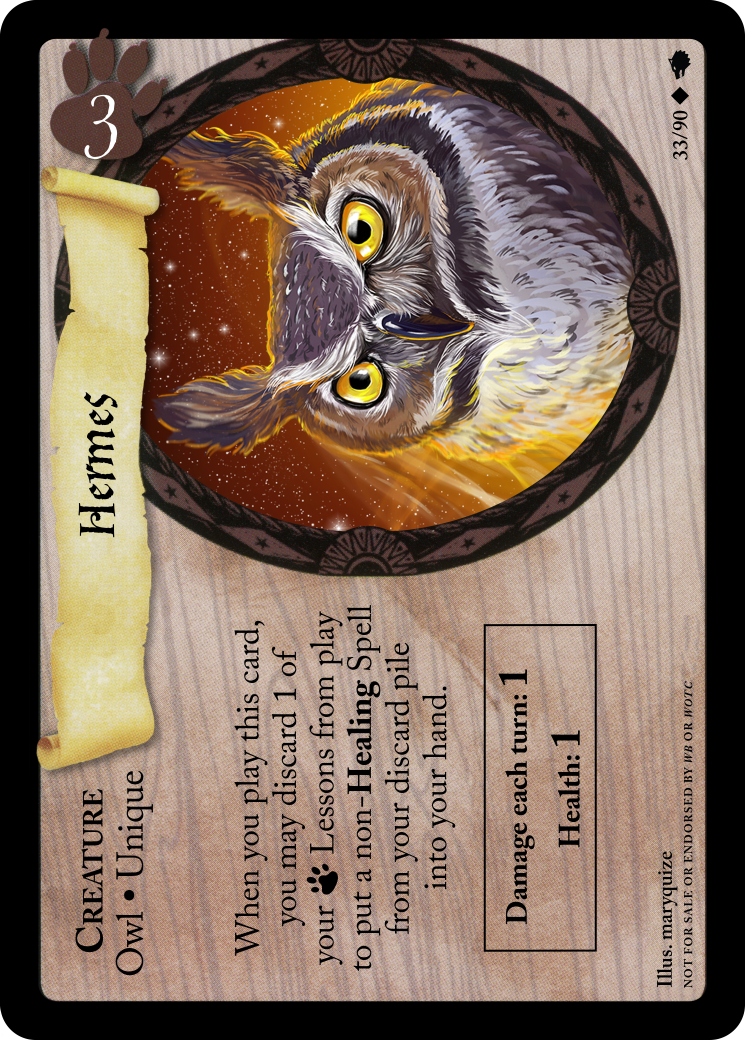 3
Hermes
CREATURE
Owl • Unique
When you play this card,
you may discard 1 of
your Lessons from play
to put a non-Healing Spell
from your discard pile
into your hand.
Damage each turn: 1
Health: 1
Illus. maryquize
NOT FOR SALE OR ENDORSED BY WB OR WOTC
33/90